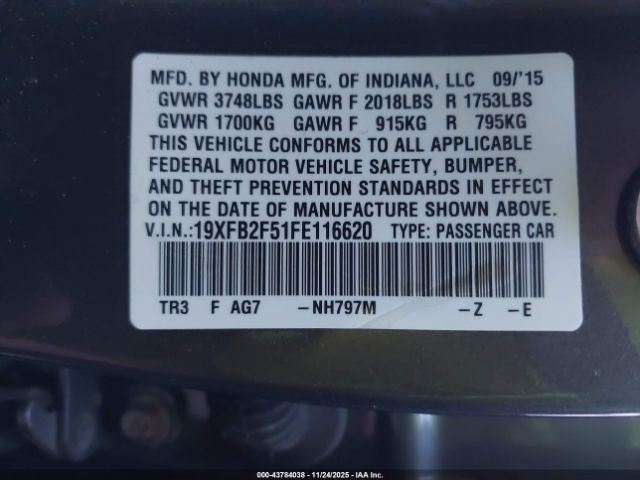 MFD. BY HONDA MFG. OF INDIANA, LLC 09/'15
GVWR 3748LBS GAWR F 2018LBS R 1753LBS
GVWR 1700KG GAWR F 915KG R 795KG
THIS VEHICLE CONFORMS TO ALL APPLICABLE
FEDERAL MOTOR VEHICLE SAFETY, BUMPER,
AND THEFT PREVENTION STANDARDS IN EFFECT
ON THE DATE OF MANUFACTURE SHOWN ABOVE.
V.I.N.:19XFB2F51FE116620 TYPE: PASSENGER CAR
TR3 F AG7 -NH797M -Z -E
000-43784038 - 11/24/2025 - IAA Inc.